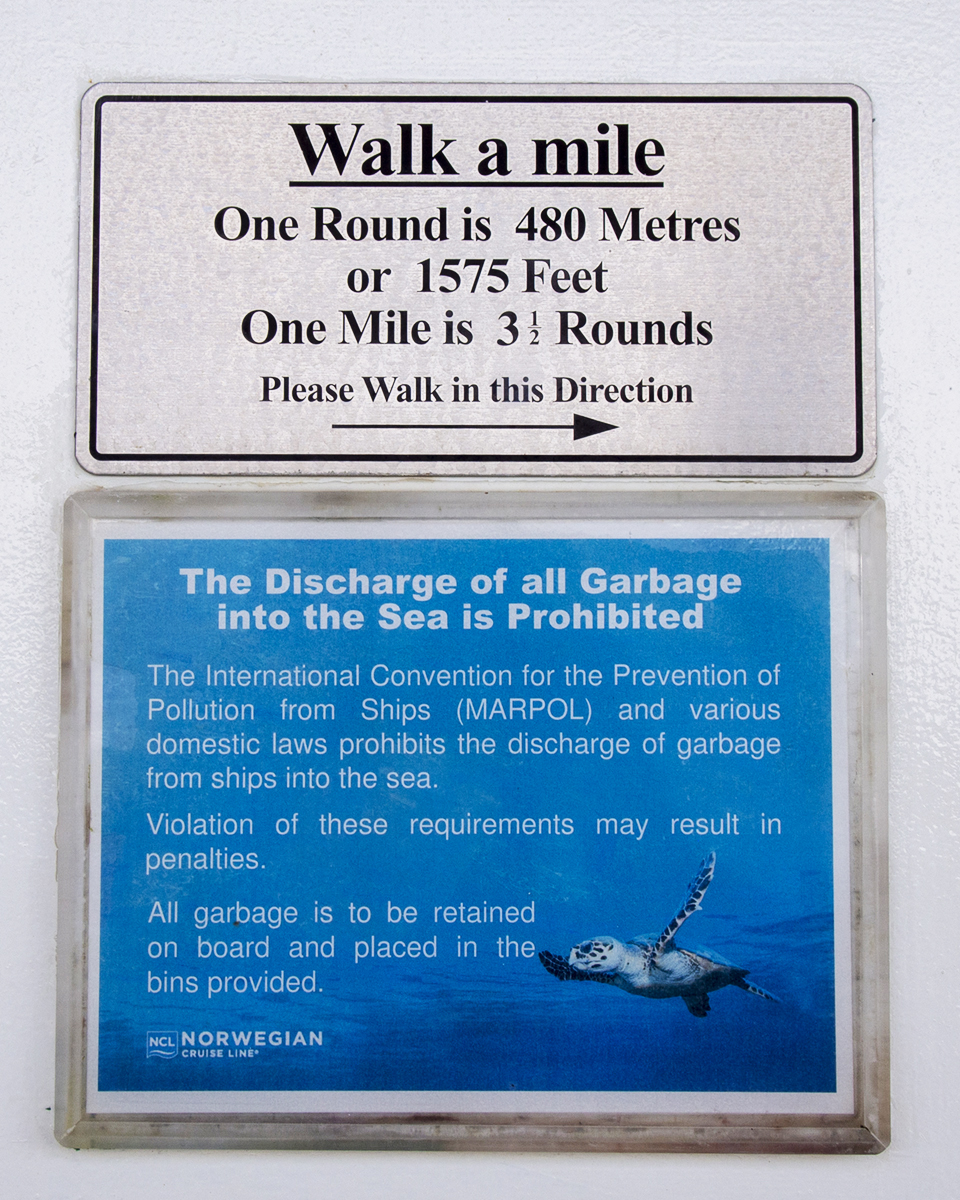 Walk a mile
One Round is 480 Metres
or 1575 Feet
One Mile is 3 1/2 Rounds
Please Walk in this Direction
The Discharge of all Garbage
into the Sea is Prohibited
The International Convention for the Prevention of
Pollution from Ships (MARPOL) and various
domestic laws prohibits the discharge of garbage
from ships into the sea.
Violation of these requirements may result in
penalties.
All garbage is to be retained
on board and placed in the
bins provided.
NCL NORWEGIAN
CRUISE LINE®